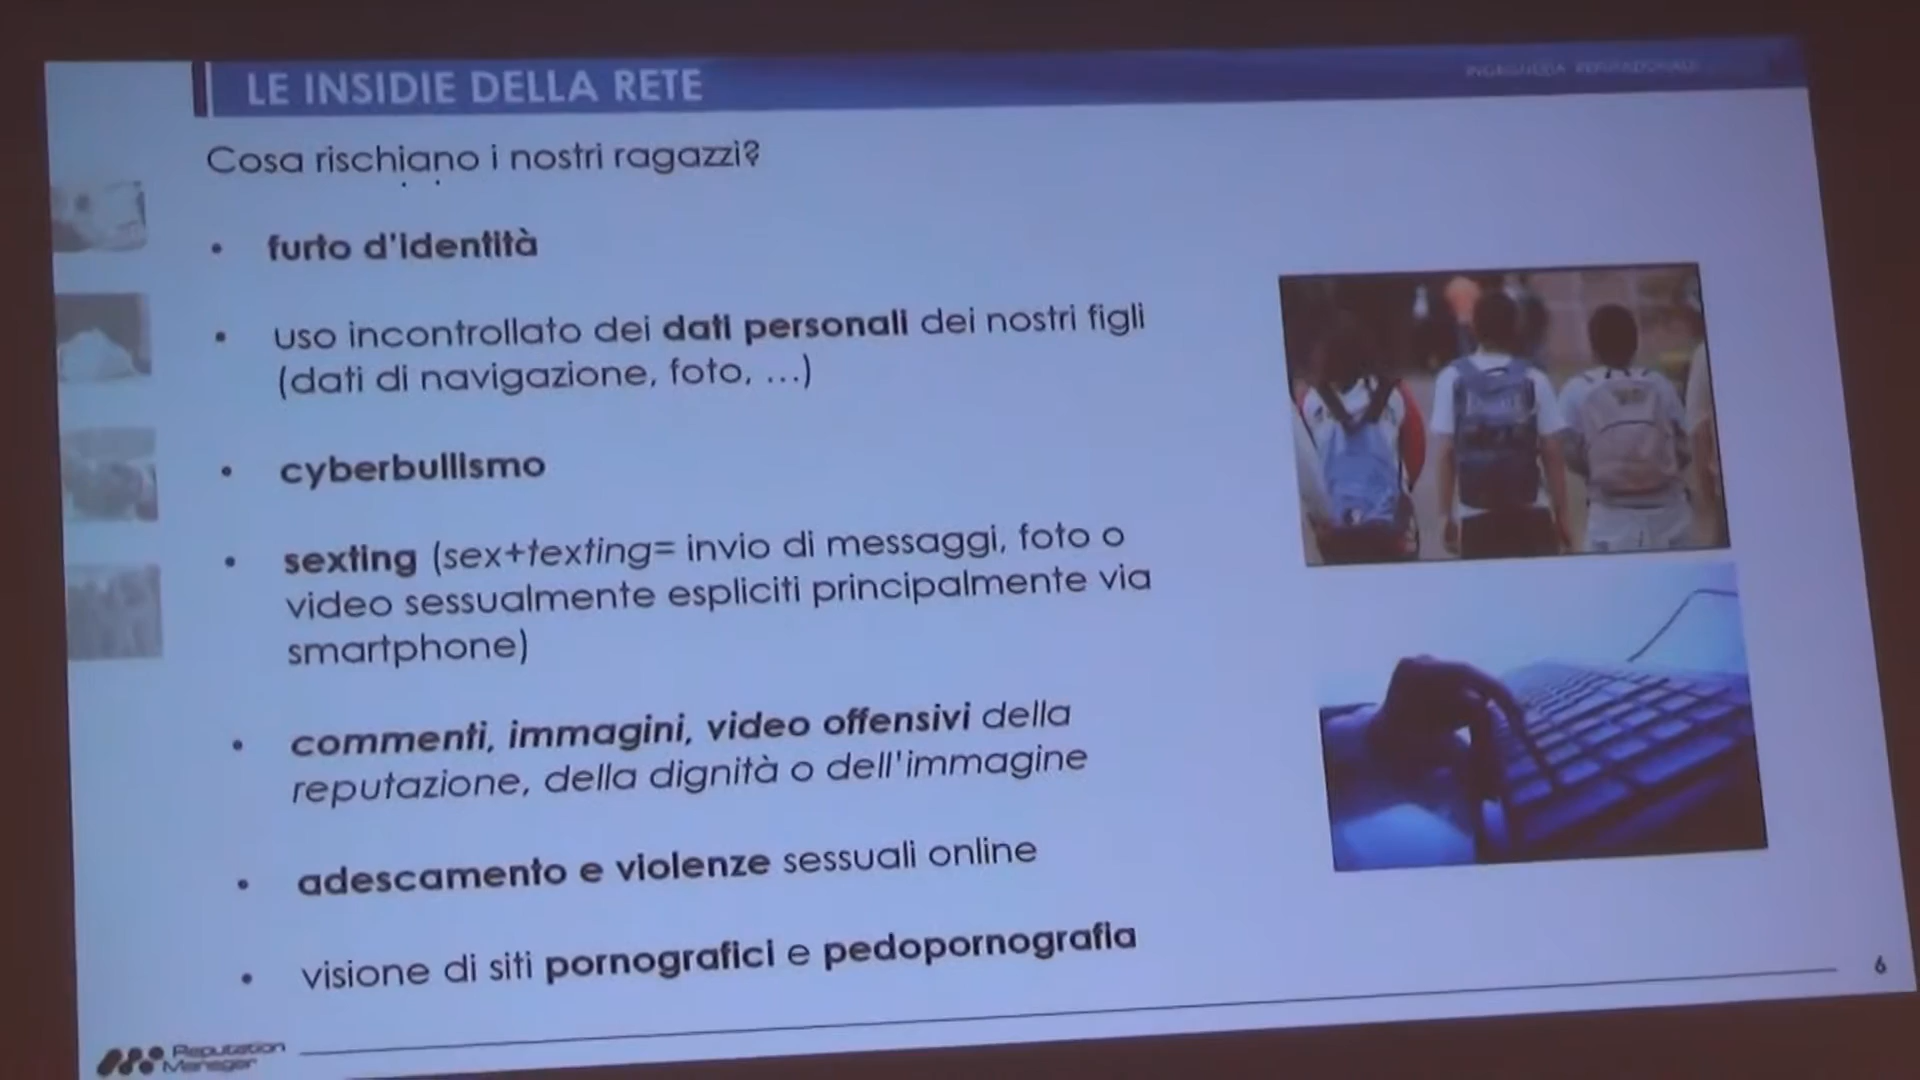 LE INSIDIE DELLA RETE
Cosa rischiano i nostri ragazzi?
• furto d'identità
• uso incontrollato dei dati personali dei nostri figli
(dati di navigazione, foto, ...)
• cyberbullismo
• sexting (sex+texting= invio di messaggi, foto o
video sessualmente espliciti principalmente via
smartphone)
• commenti, immagini, video offensivi della
reputazione, della dignità o dell'immagine
• adescamento e violenze sessuali online
• visione di siti pornografici e pedopornografia
6
Reputation
Manager